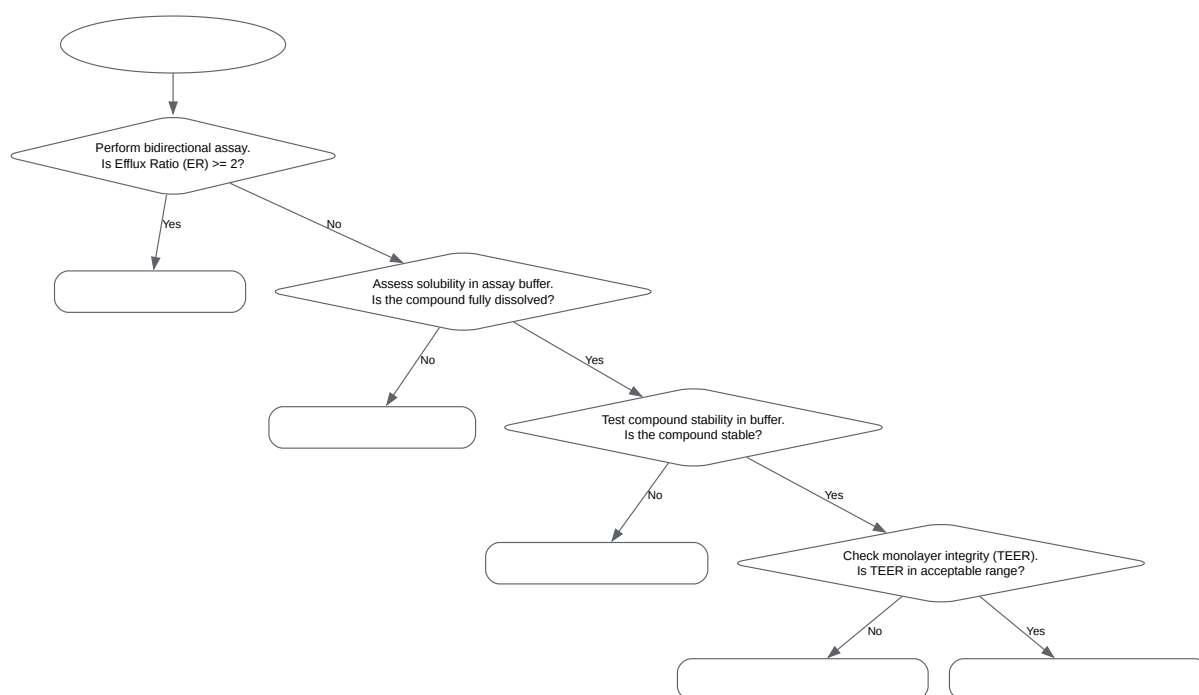 Perform bidirectional assay.
Is Efflux Ratio (ER) >= 2?
Yes
No
Assess solubility in assay buffer.
Is the compound fully dissolved?
No
Yes
Test compound stability in buffer.
Is the compound stable?
No
Yes
Check monolayer integrity (TEER).
Is TEER in acceptable range?
No
Yes